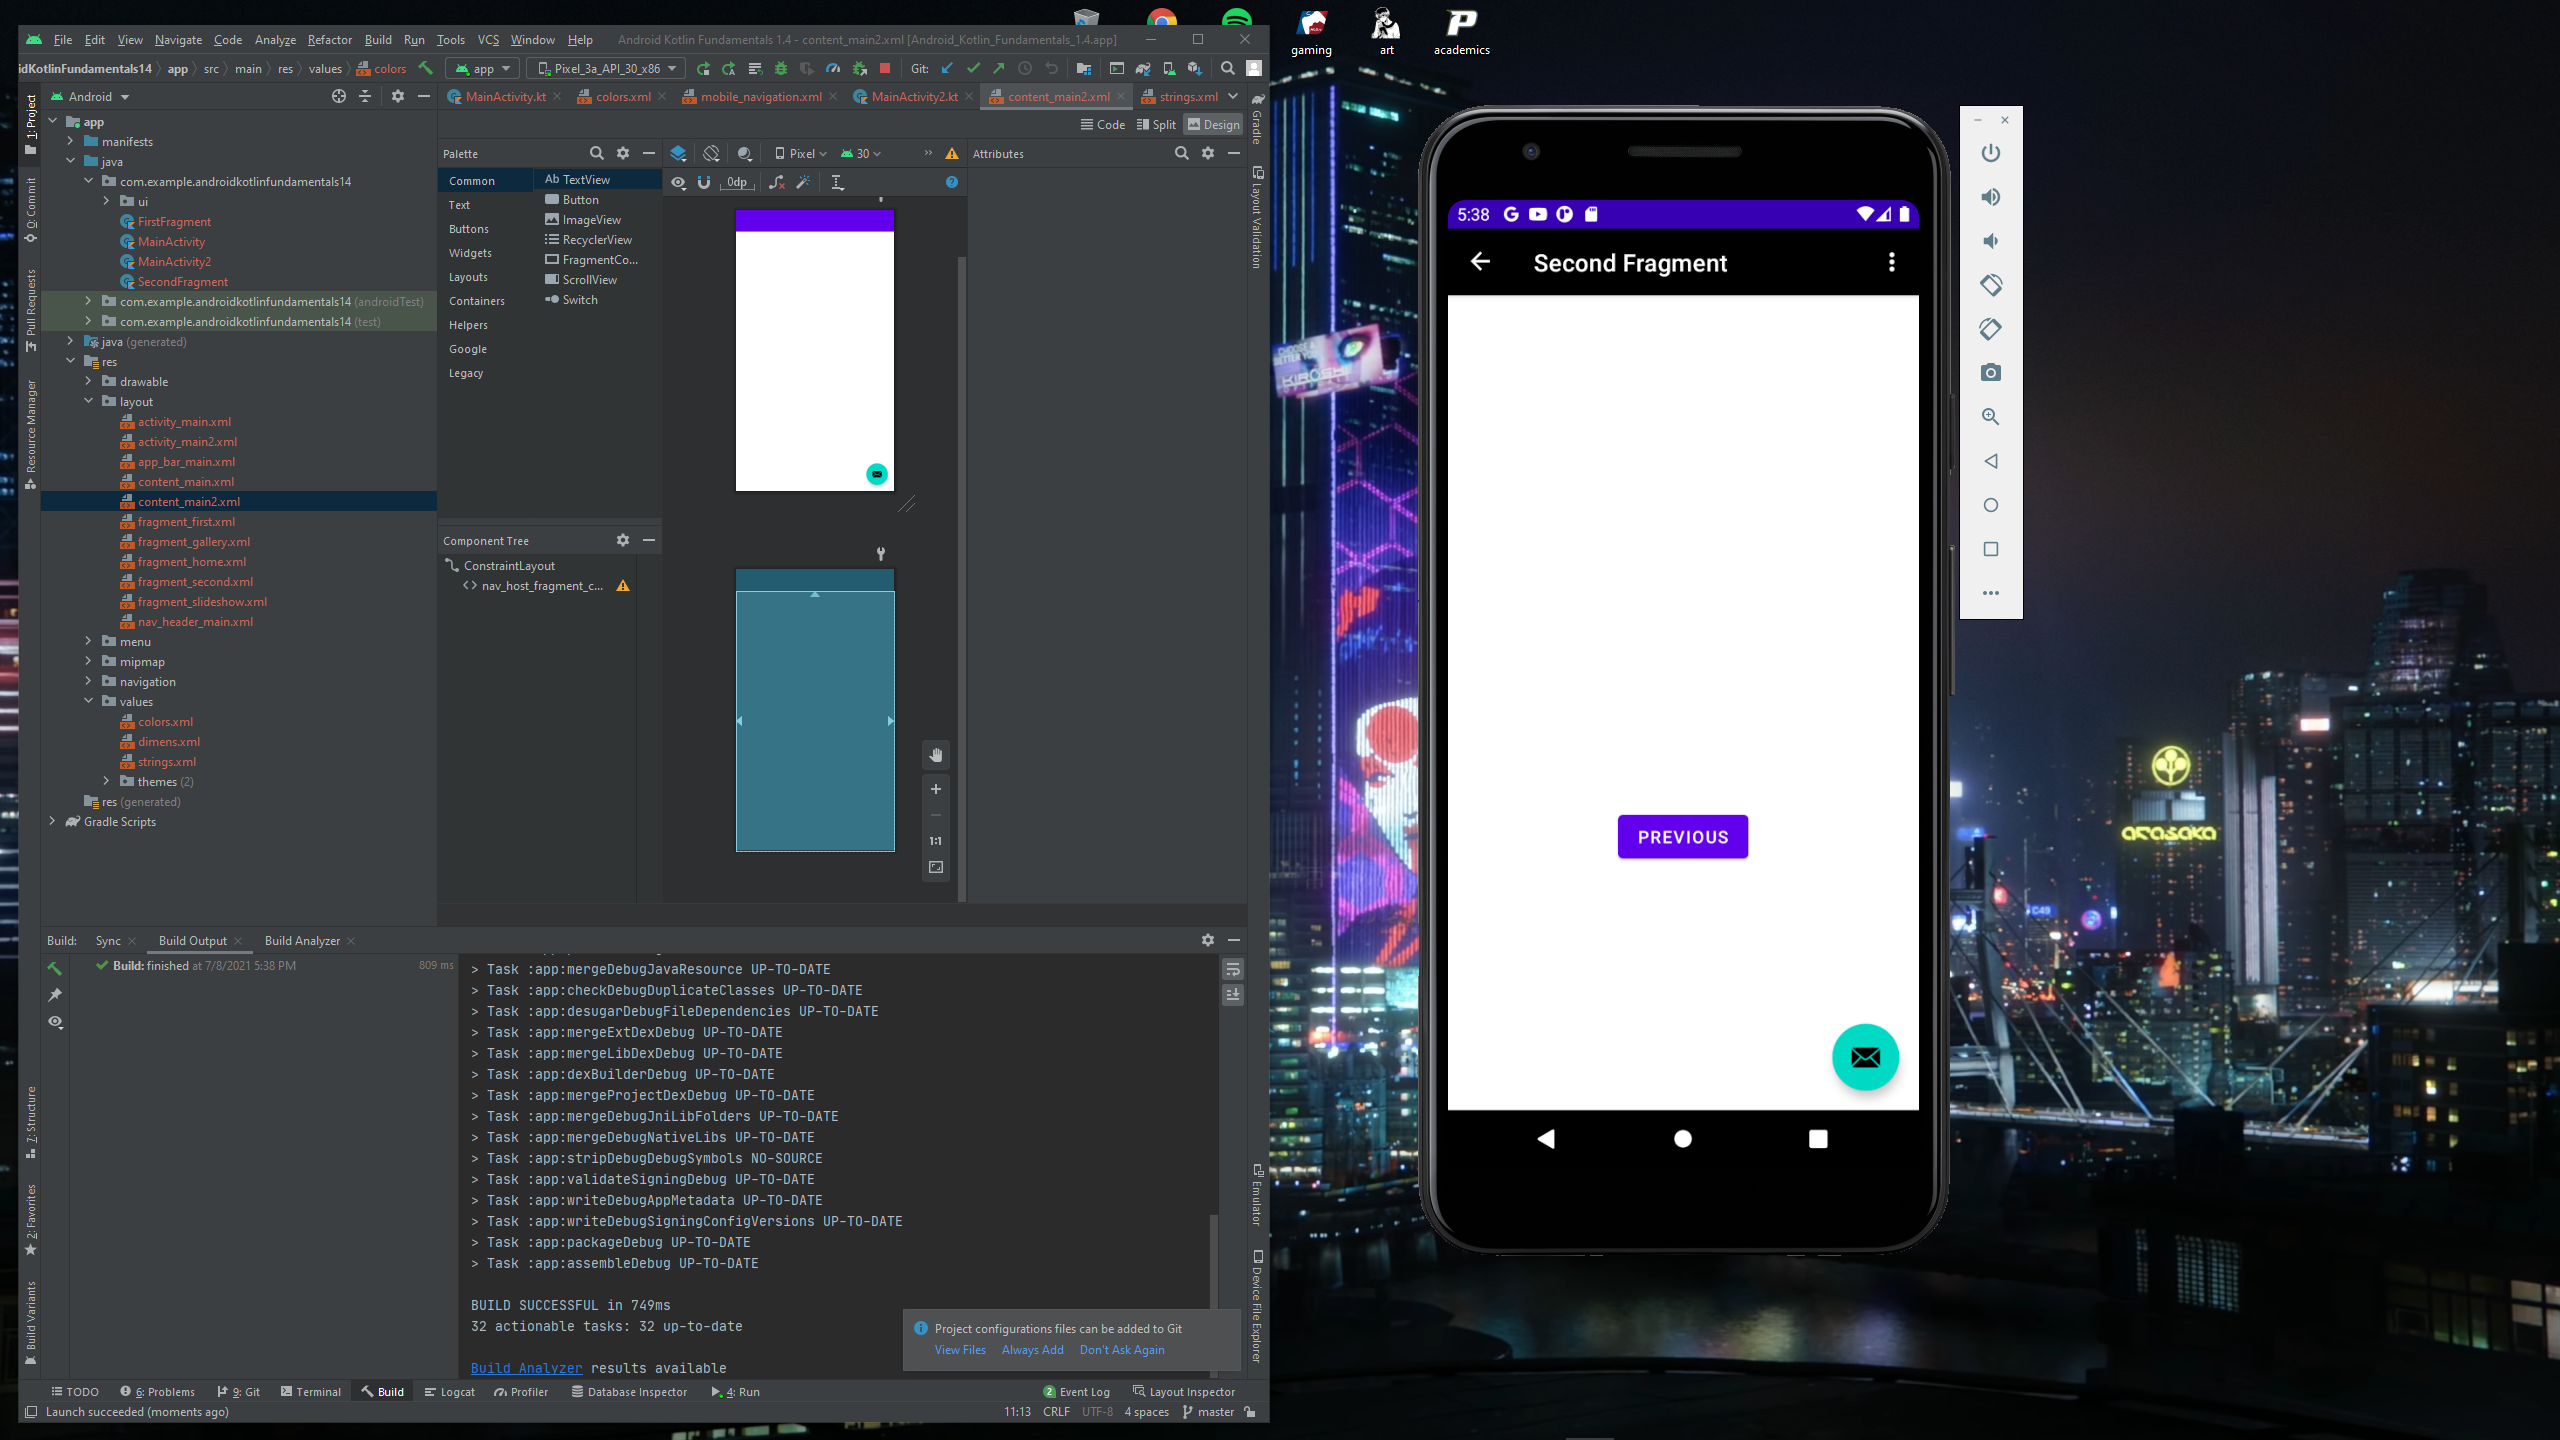 gaming
art
academics
File Edit View Navigate Code Analyze Refactor Build Run Tools VCS Window Help Android Kotlin Fundamentals 1.4 - content_main2.xml [Android_Kotlin_Fundamentals_1.4.app]
idKotlinFundamentals14 app src main res values colors app Pixel_3a_API_30_x86 Git:
Android
MainActivity.kt colors.xml mobile_navigation.xml MainActivity2.kt content_main2.xml strings.xml
Code Split Design
1: Project
0: Commit
Pull Requests
Resource Manager
7: Structure
2: Favorites
Build Variants
app
manifests
java
com.example.androidkotlinfundamentals14
ui
FirstFragment
MainActivity
MainActivity2
SecondFragment
com.example.androidkotlinfundamentals14 (androidTest)
com.example.androidkotlinfundamentals14 (test)
java (generated)
res
drawable
layout
activity_main.xml
activity_main2.xml
app_bar_main.xml
content_main.xml
content_main2.xml
fragment_first.xml
fragment_gallery.xml
fragment_home.xml
fragment_second.xml
fragment_slideshow.xml
nav_header_main.xml
menu
mipmap
navigation
values
colors.xml
dimens.xml
strings.xml
themes (2)
res (generated)
Gradle Scripts
Palette
Common
Text
Buttons
Widgets
Layouts
Containers
Helpers
Google
Legacy
Ab TextView
Button
ImageView
RecyclerView
FragmentCo...
ScrollView
Switch
Component Tree
ConstraintLayout
nav_host_fragment_c...
Pixel 30
0dp
1:1
Attributes
Gradle
Layout Validation
Emulator
Device File Explorer
Build: Sync Build Output Build Analyzer
Build: finished at 7/8/2021 5:38 PM 809 ms
> Task :app:mergeDebugJavaResource UP-TO-DATE
> Task :app:checkDebugDuplicateClasses UP-TO-DATE
> Task :app:desugarDebugFileDependencies UP-TO-DATE
> Task :app:mergeExtDexDebug UP-TO-DATE
> Task :app:mergeLibDexDebug UP-TO-DATE
> Task :app:dexBuilderDebug UP-TO-DATE
> Task :app:mergeProjectDexDebug UP-TO-DATE
> Task :app:mergeDebugJniLibFolders UP-TO-DATE
> Task :app:mergeDebugNativeLibs UP-TO-DATE
> Task :app:stripDebugDebugSymbols NO-SOURCE
> Task :app:validateSigningDebug UP-TO-DATE
> Task :app:writeDebugAppMetadata UP-TO-DATE
> Task :app:writeDebugSigningConfigVersions UP-TO-DATE
> Task :app:packageDebug UP-TO-DATE
> Task :app:assembleDebug UP-TO-DATE
BUILD SUCCESSFUL in 749ms
32 actionable tasks: 32 up-to-date
Build Analyzer results available
Project configurations files can be added to Git
View Files Always Add Don't Ask Again
TODO 6: Problems 9: Git Terminal Build Logcat Profiler Database Inspector 4: Run 2 Event Log Layout Inspector
Launch succeeded (moments ago) 11:13 CRLF UTF-8 4 spaces master
5:38
Second Fragment
PREVIOUS
CHOOSE A
BETTER YOU
KIROSHI
ARASAKA